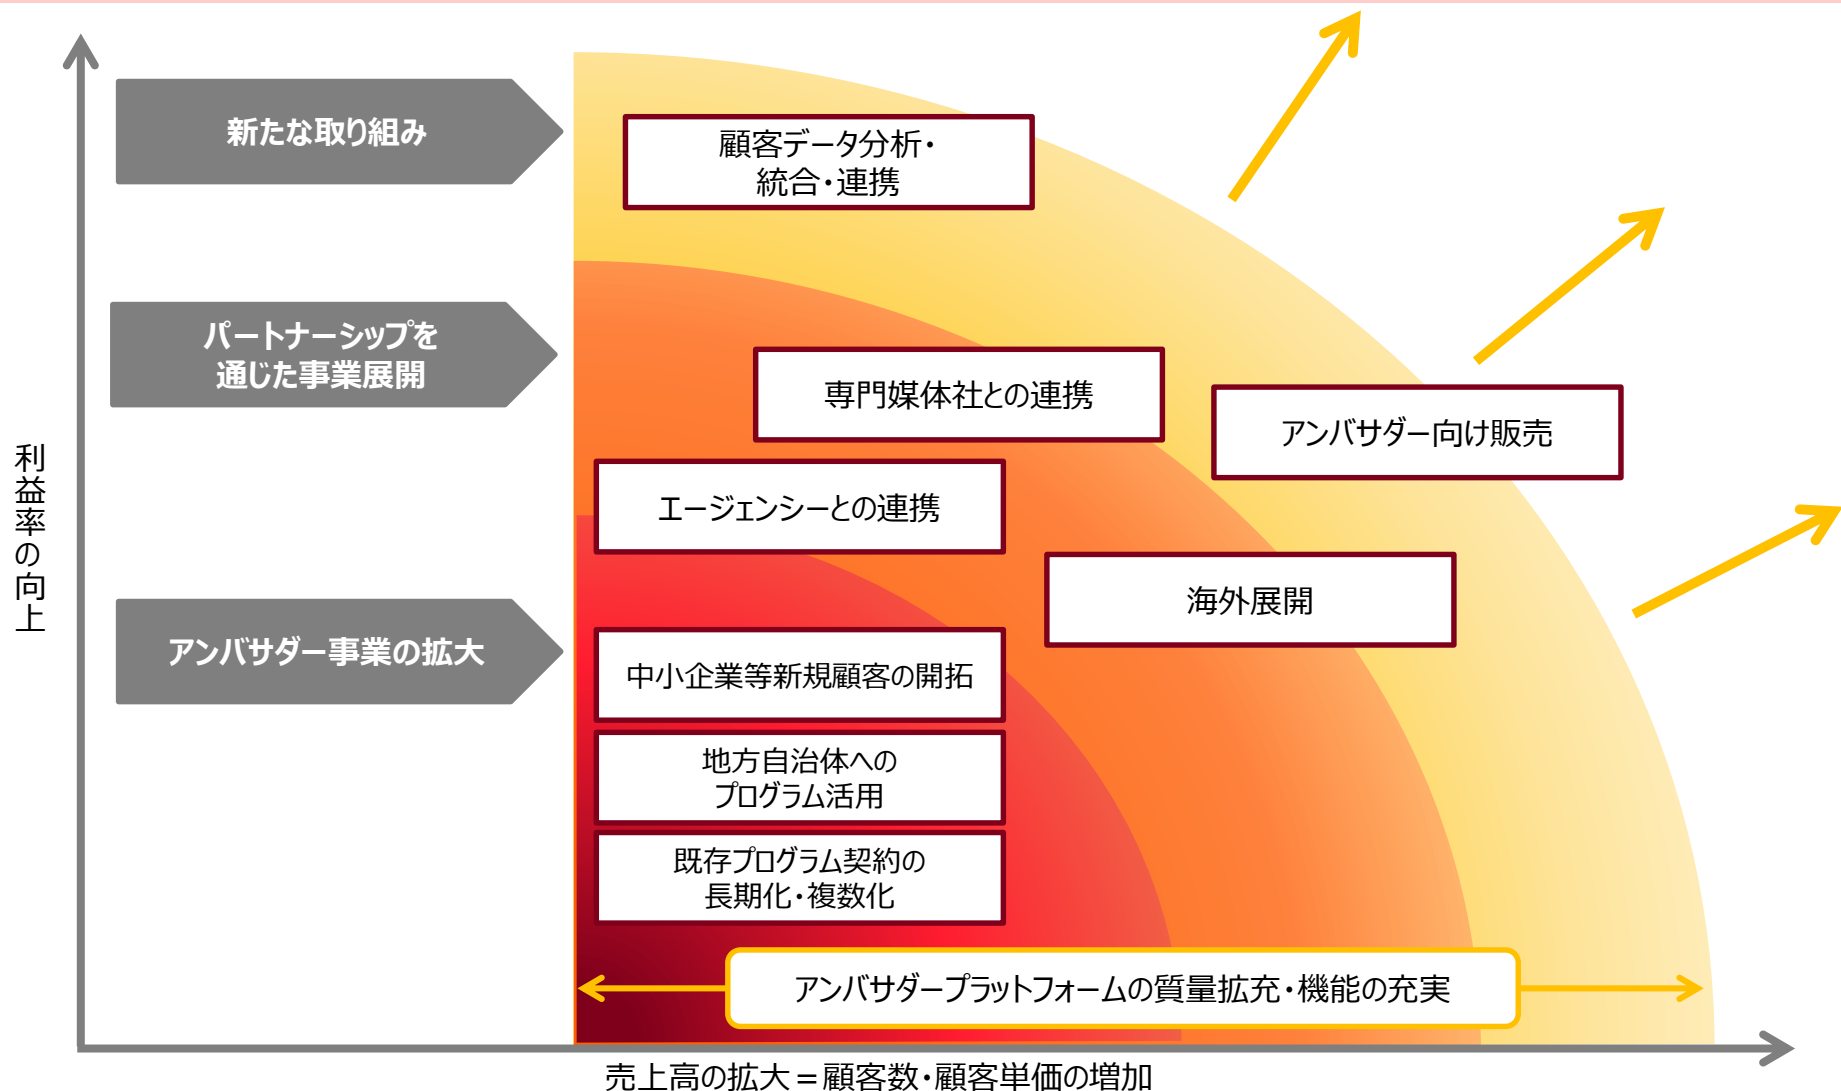 新たな取り組み
顧客データ分析・
統合・連携
パートナーシップを
通じた事業展開
専門媒体社との連携
アンバサダー向け販売
エージェンシーとの連携
利益率の向上
海外展開
アンバサダー事業の拡大
中小企業等新規顧客の開拓
地方自治体への
プログラム活用
既存プログラム契約の
長期化・複数化
アンバサダープラットフォームの質量拡充・機能の充実
売上高の拡大＝顧客数・顧客単価の増加